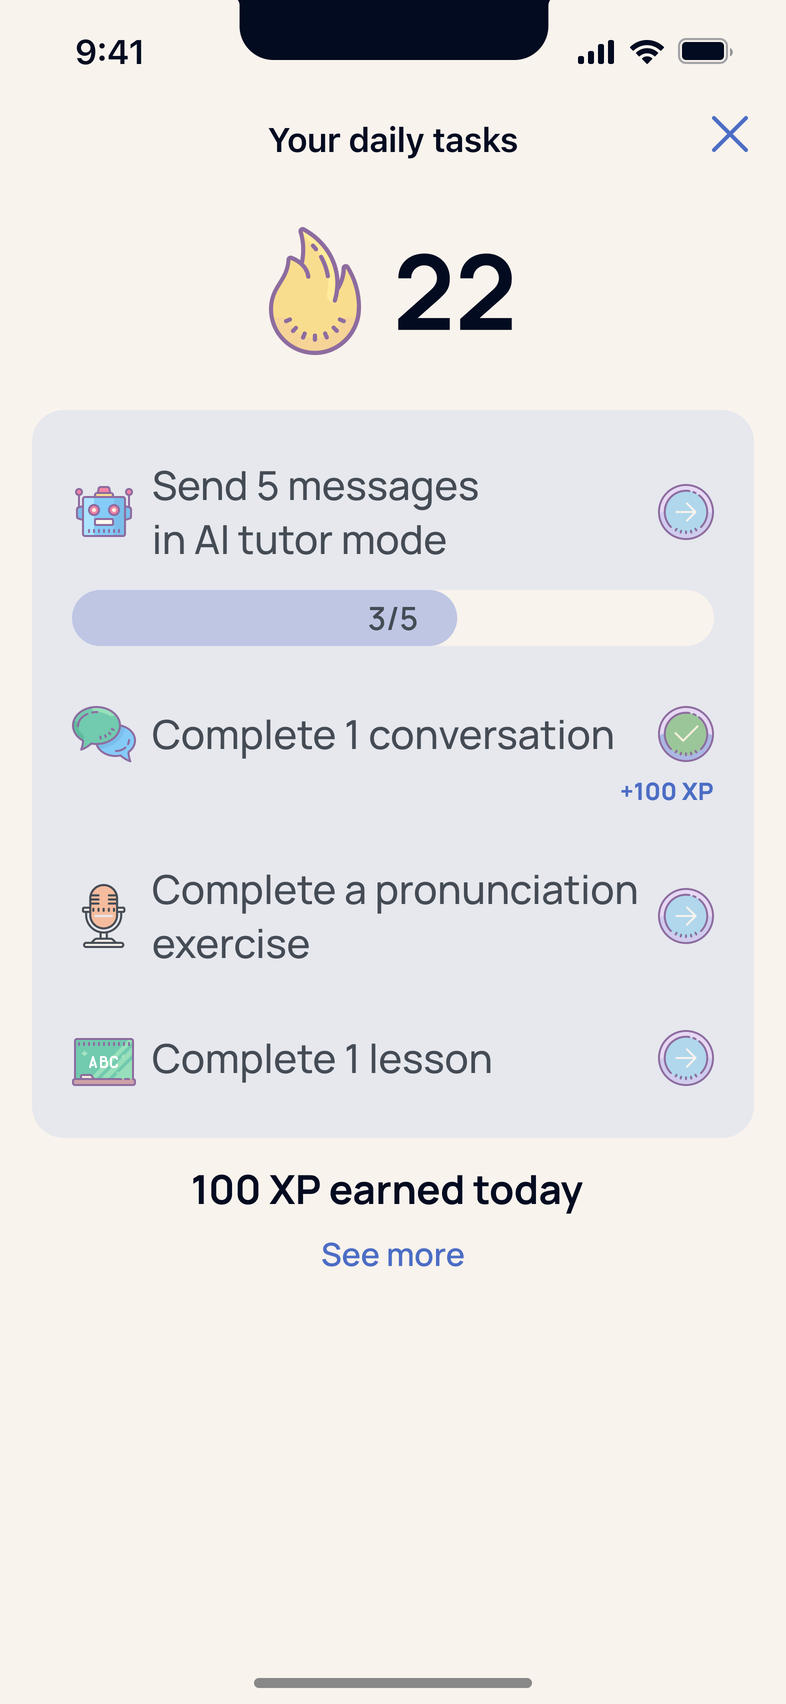 9:41
Your daily tasks
22
Send 5 messages
in AI tutor mode
3/5
Complete 1 conversation
+100 XP
Complete a pronunciation
exercise
ABC
Complete 1 lesson
100 XP earned today
See more